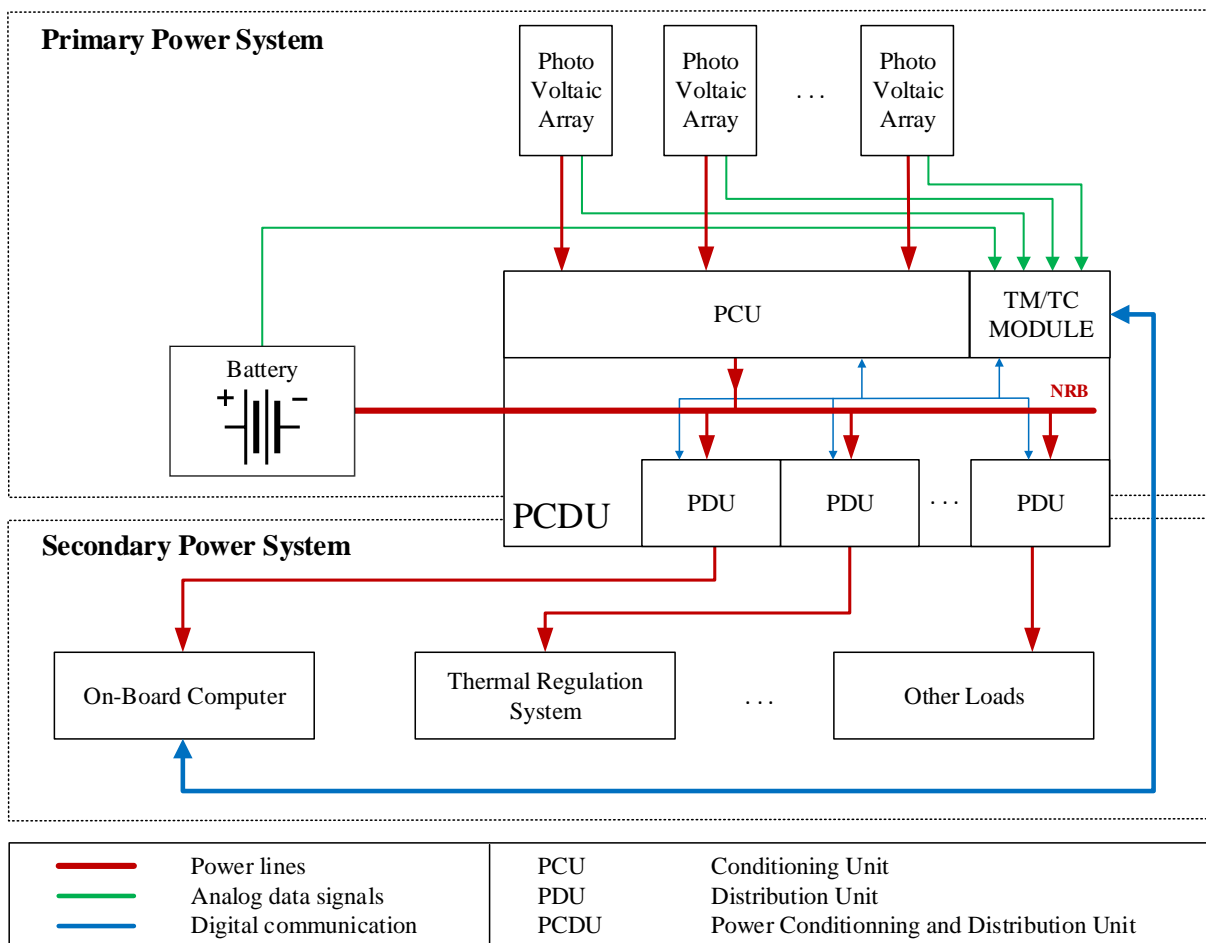 Primary Power System
Photo
Voltaic
Array
Photo
Voltaic
Array
. . .
Photo
Voltaic
Array
PCU
TM/TC
MODULE
Battery
+ −
NRB
PDU
PDU
. . .
PDU
PCDU
Secondary Power System
On-Board Computer
Thermal Regulation
System
. . .
Other Loads
Power lines
Analog data signals
Digital communication
PCU Conditioning Unit
PDU Distribution Unit
PCDU Power Conditionning and Distribution Unit